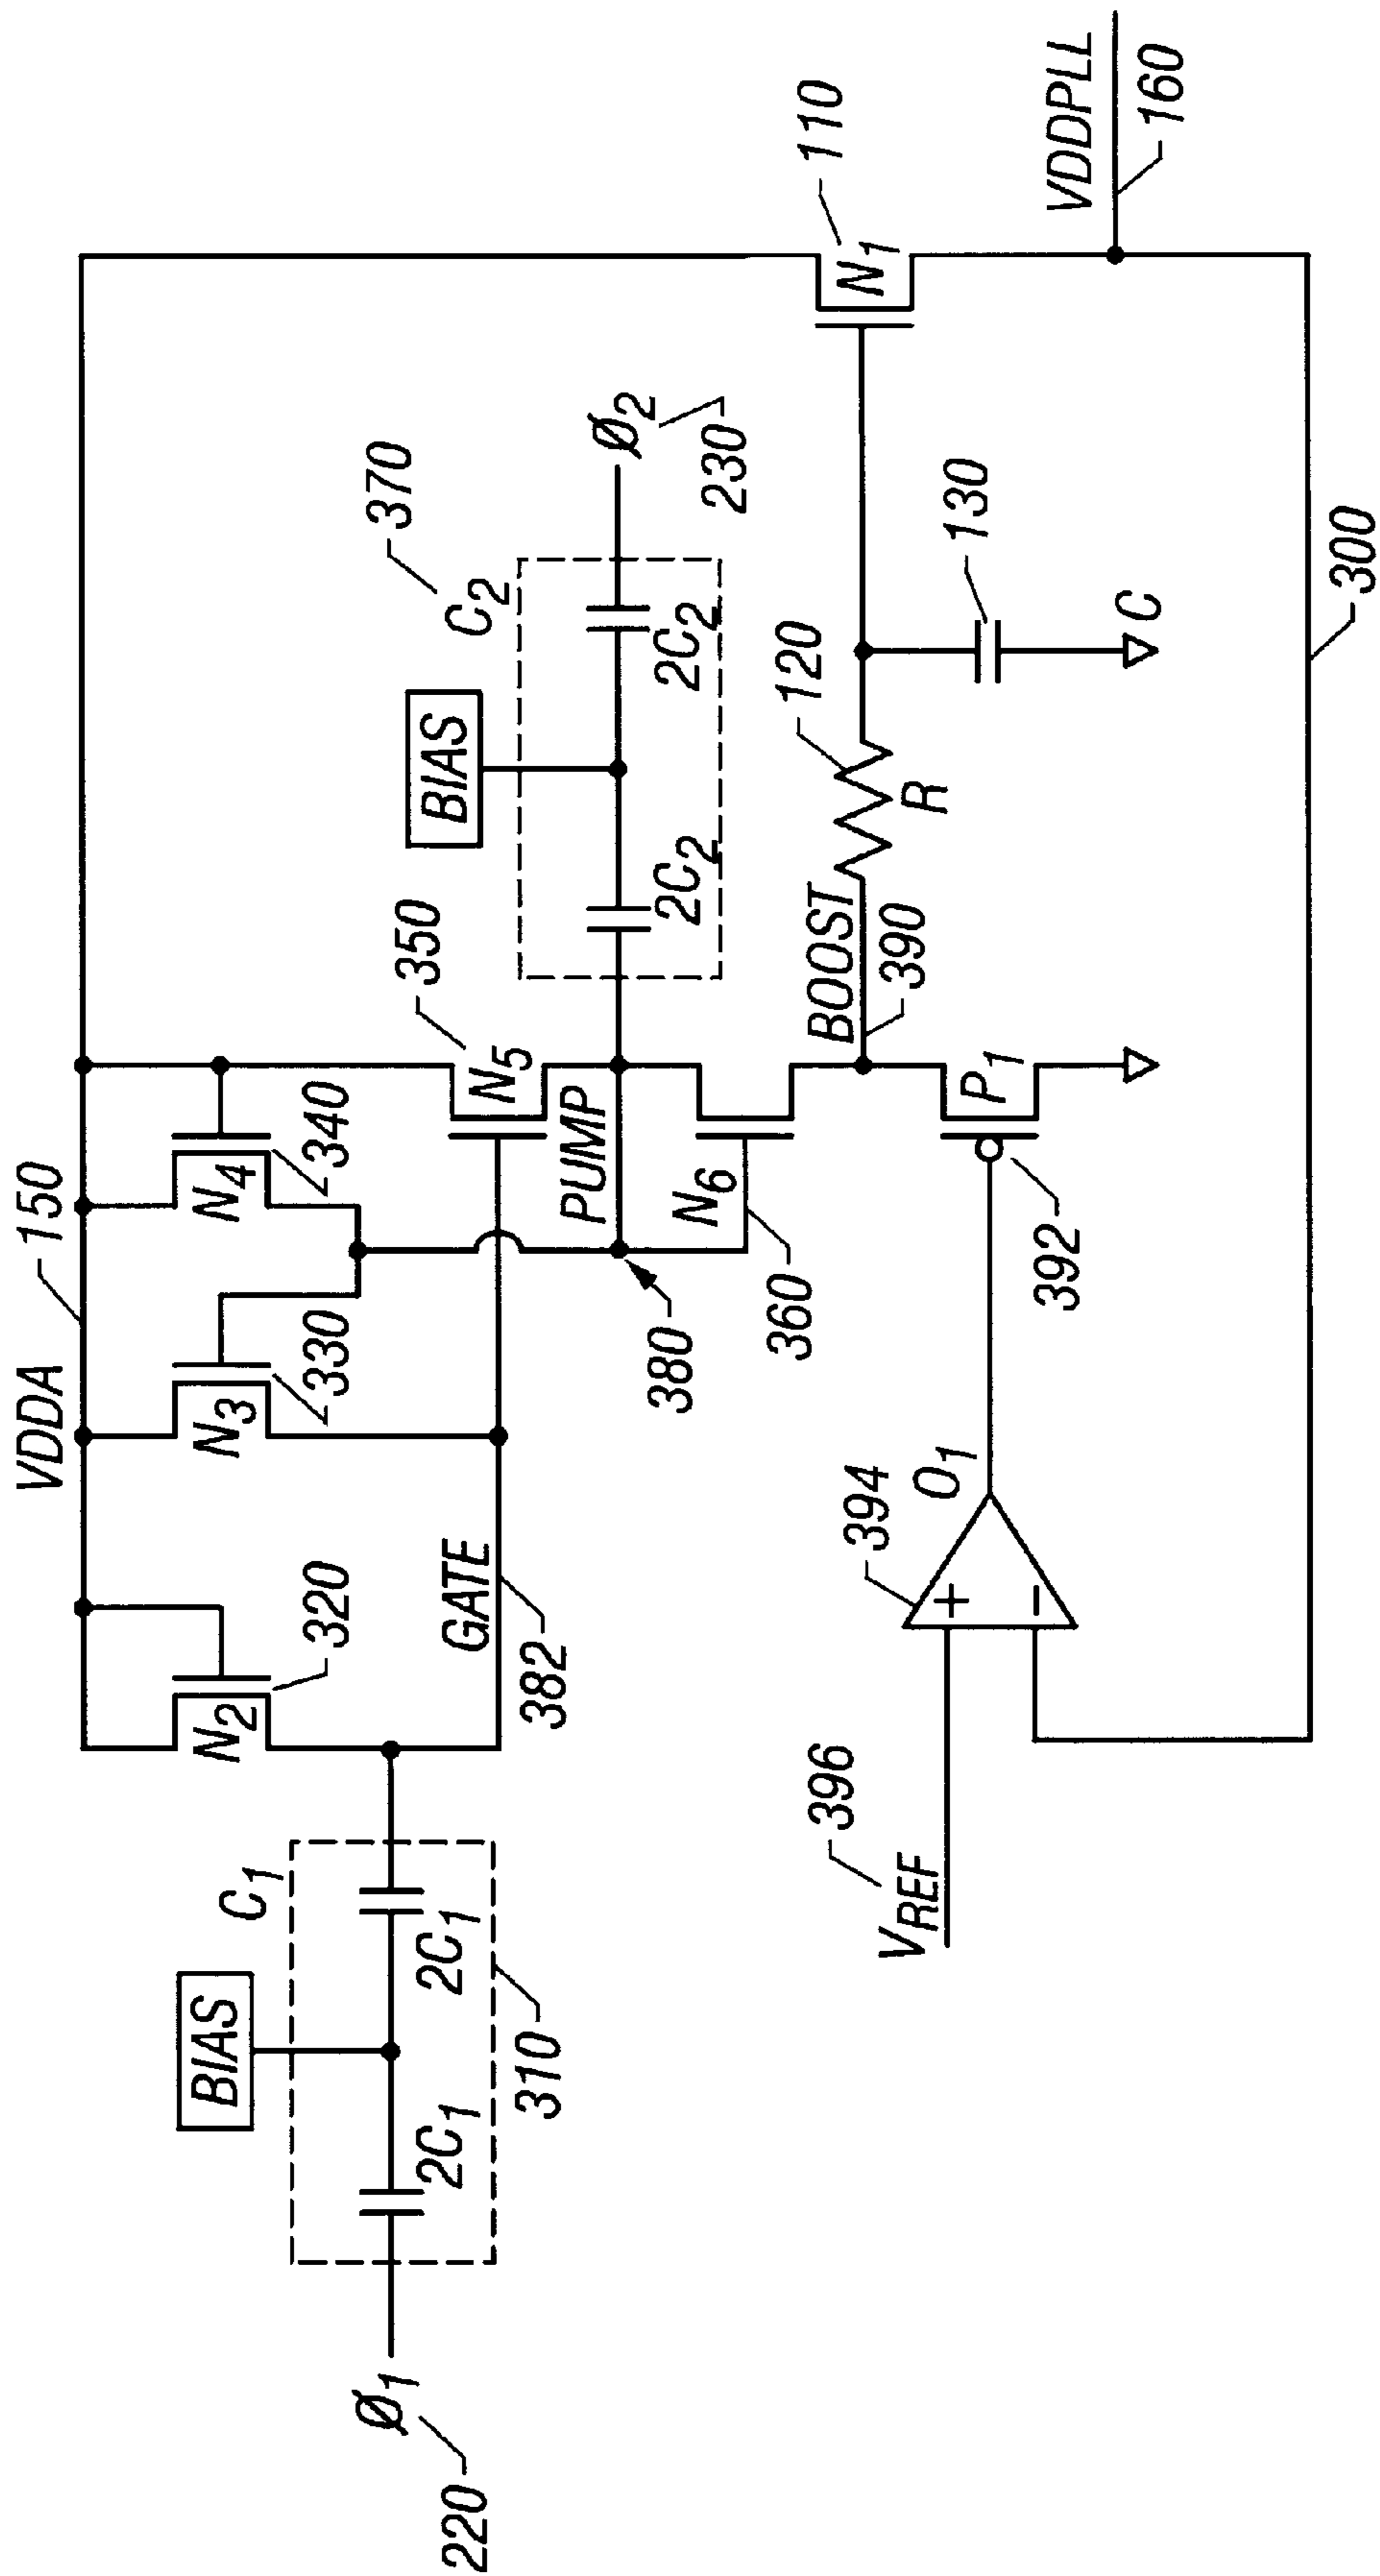 VDDA
150
N2
320
N3
330
N4
340
N5
350
GATE
382
PUMP
380
N6
360
BIAS
C1
2C1
2C1
310
Ø1
220
BIAS
C2
370
2C2
2C2
Ø2
230
BOOST
390
R
120
130
C
N1
110
VDDPLL
160
P1
392
O1
394
+
-
VREF
396
300